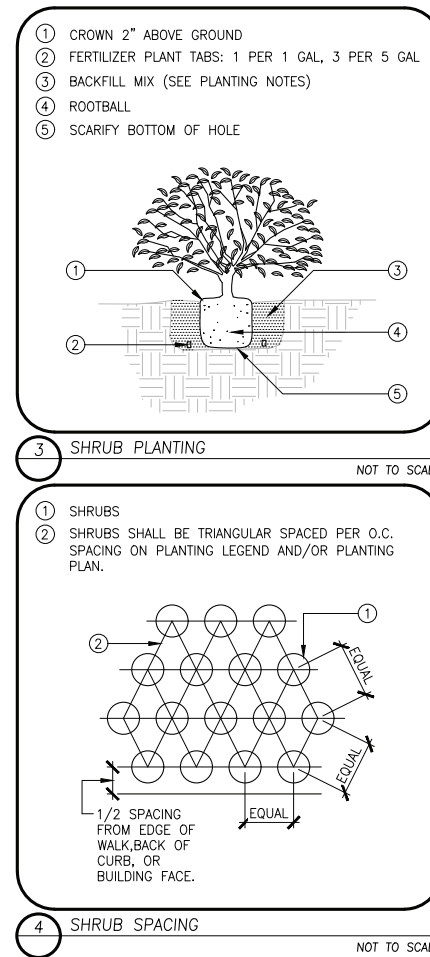 ① CROWN 2" ABOVE GROUND
② FERTILIZER PLANT TABS: 1 PER 1 GAL, 3 PER 5 GAL
③ BACKFILL MIX (SEE PLANTING NOTES)
④ ROOTBALL
⑤ SCARIFY BOTTOM OF HOLE
①
③
②
④
⑤
3 SHRUB PLANTING
NOT TO SCAL
① SHRUBS
② SHRUBS SHALL BE TRIANGULAR SPACED PER O.C.
SPACING ON PLANTING LEGEND AND/OR PLANTING
PLAN.
①
②
EQUAL
EQUAL
EQUAL
1/2 SPACING
FROM EDGE OF
WALK,BACK OF
CURB, OR
BUILDING FACE.
4 SHRUB SPACING
NOT TO SCAL